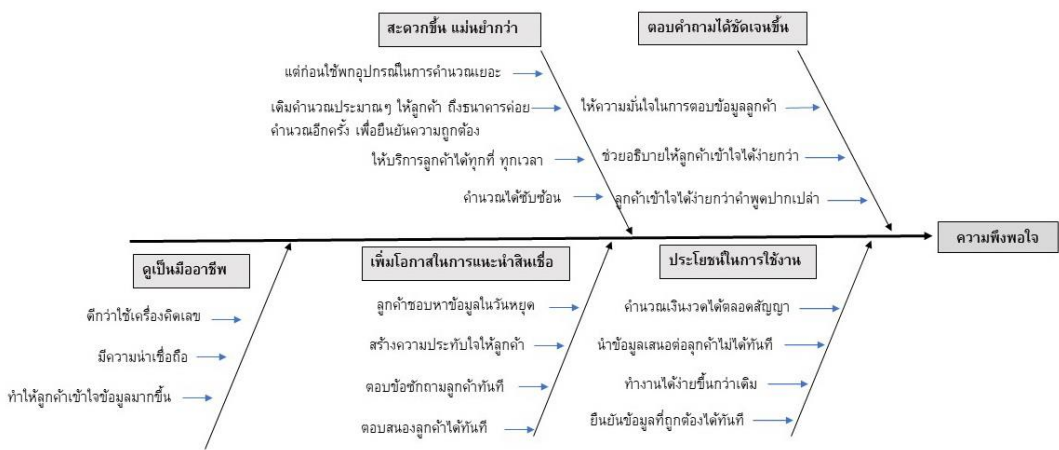 สะดวกขึ้น แม่นยำกว่า
แต่ก่อนใช้พกอุปกรณ์ในการคำนวณเยอะ
เดิมคำนวณประมาณๆ ให้ลูกค้า ถึงธนาคารค่อย
คำนวณอีกครั้ง เพื่อยืนยันความถูกต้อง
ให้บริการลูกค้าได้ทุกที่ ทุกเวลา
คำนวณได้ซับซ้อน
ตอบคำถามได้ชัดเจนขึ้น
ให้ความมั่นใจในการตอบข้อมูลลูกค้า
ช่วยอธิบายให้ลูกค้าเข้าใจได้ง่ายกว่า
ลูกค้าเข้าใจได้ง่ายกว่าคำพูดปากเปล่า
ความพึงพอใจ
ดูเป็นมืออาชีพ
ดีกว่าใช้เครื่องคิดเลข
มีความน่าเชื่อถือ
ทำให้ลูกค้าเข้าใจข้อมูลมากขึ้น
เพิ่มโอกาสในการแนะนำสินเชื่อ
ลูกค้าชอบหาข้อมูลในวันหยุด
สร้างความประทับใจให้ลูกค้า
ตอบข้อซักถามลูกค้าทันที
ตอบสนองลูกค้าได้ทันที
ประโยชน์ในการใช้งาน
คำนวณเงินงวดได้ตลอดสัญญา
นำข้อมูลเสนอต่อลูกค้าไม่ได้ทันที
ทำงานได้ง่ายขึ้นกว่าเดิม
ยืนยันข้อมูลที่ถูกต้องได้ทันที